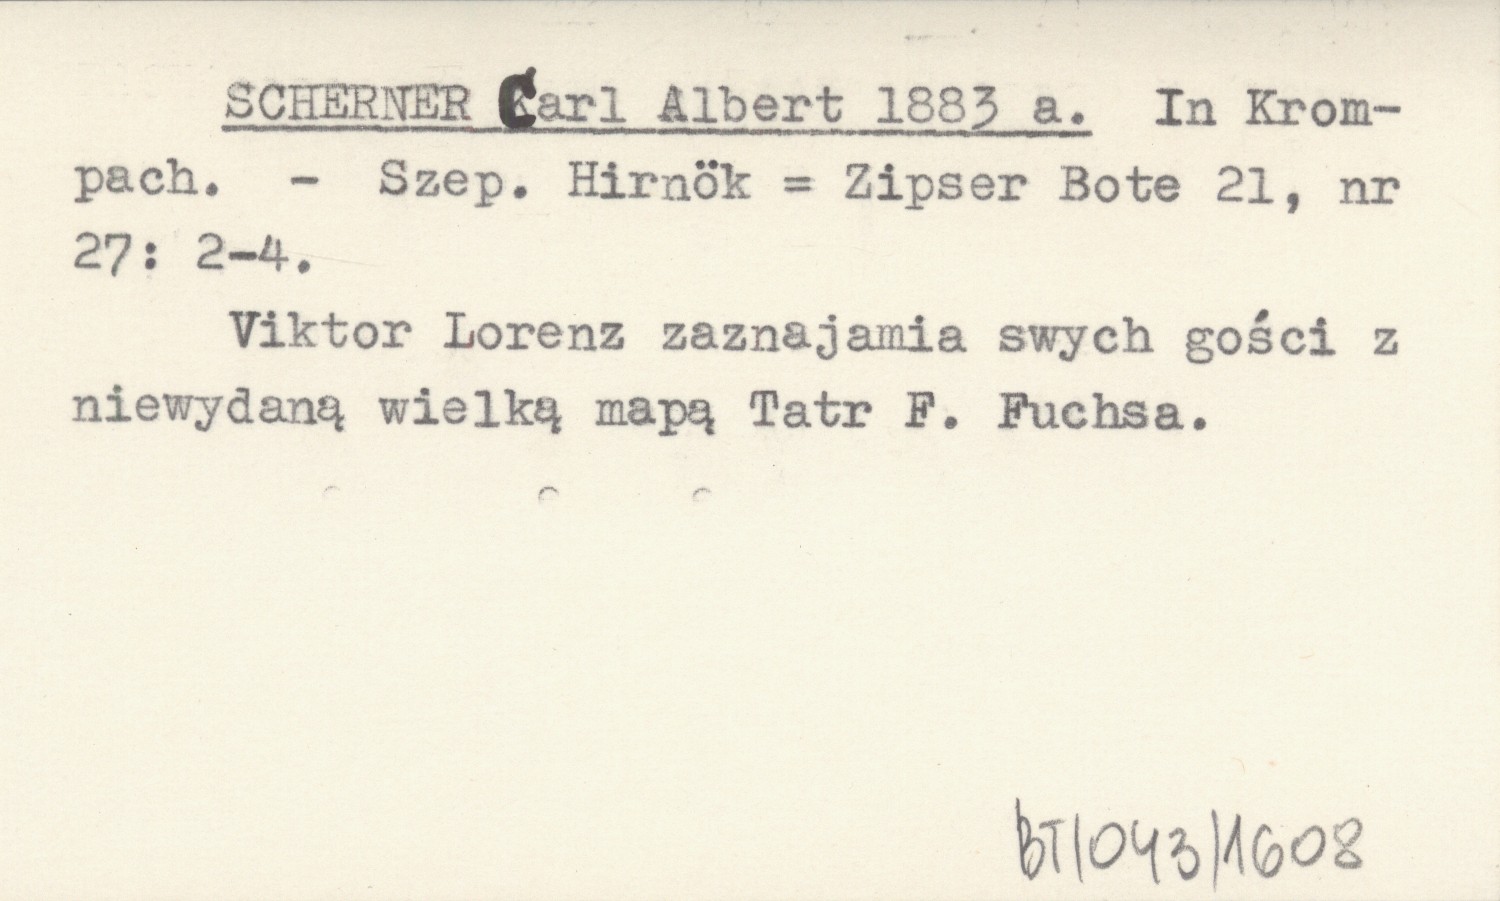 SCHERNER Carl Albert 1883 a. In Krom-
pach. - Szep. Hirnök = Zipser Bote 21, nr
27: 2-4.
Viktor Lorenz zaznajamia swych gości z
niewydaną wielką mapą Tatr F. Fuchsa.
BT/043/1608